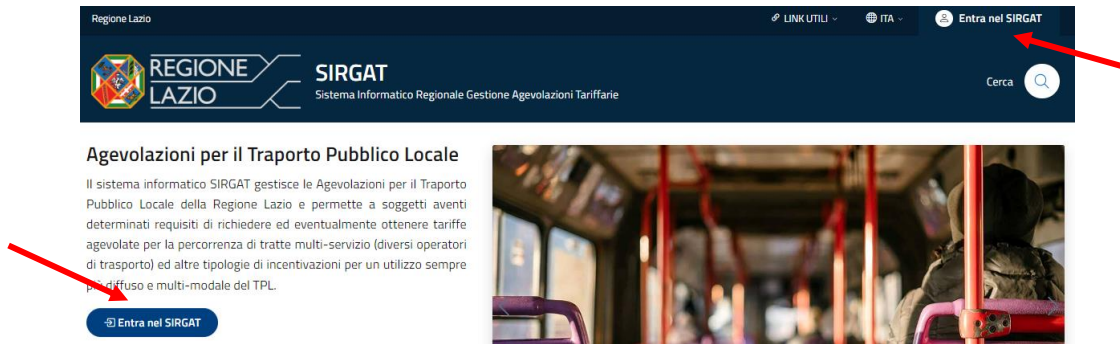 Regione Lazio
LINK UTILI
ITA
Entra nel SIRGAT
REGIONE
LAZIO
SIRGAT
Sistema Informatico Regionale Gestione Agevolazioni Tariffarie
Cerca
Agevolazioni per il Traporto Pubblico Locale
Il sistema informatico SIRGAT gestisce le Agevolazioni per il Traporto
Pubblico Locale della Regione Lazio e permette a soggetti aventi
determinati requisiti di richiedere ed eventualmente ottenere tariffe
agevolate per la percorrenza di tratte multi-servizio (diversi operatori
di trasporto) ed altre tipologie di incentivazioni per un utilizzo sempre
più diffuso e multi-modale del TPL.
Entra nel SIRGAT